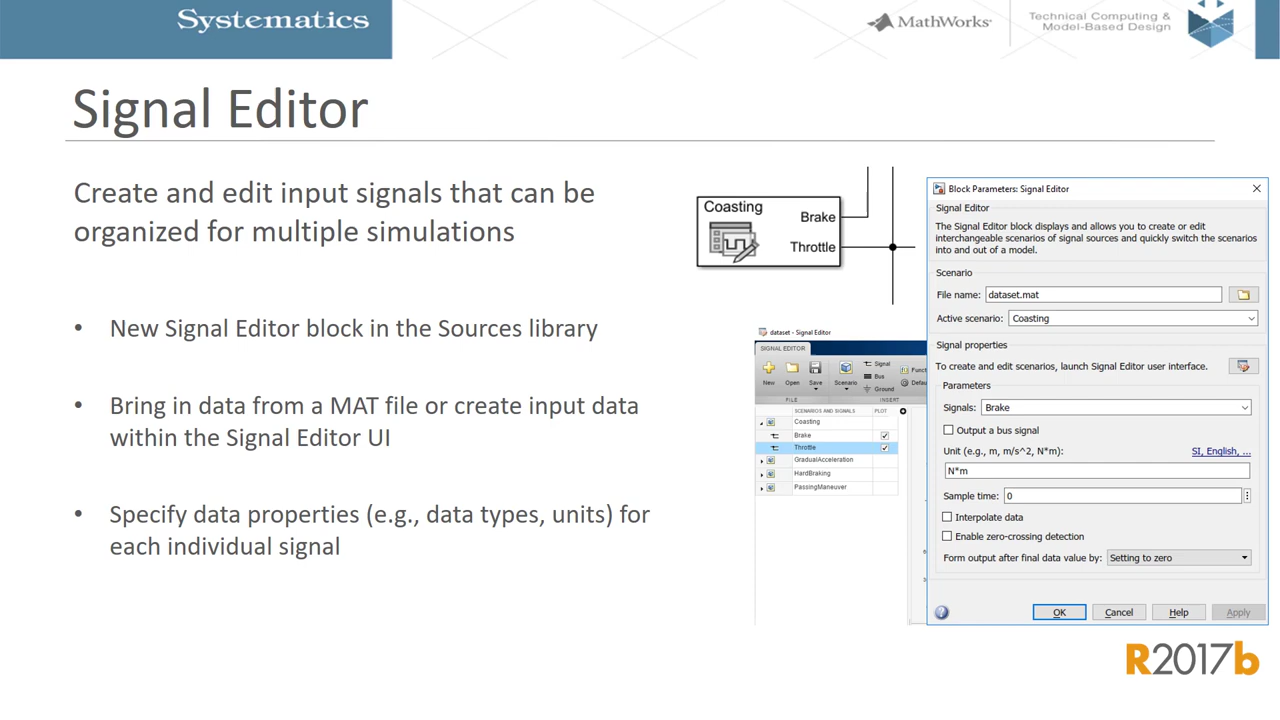 Systematics
MathWorks®
Technical Computing &
Model-Based Design
Signal Editor
Create and edit input signals that can be
organized for multiple simulations
• New Signal Editor block in the Sources library
• Bring in data from a MAT file or create input data
within the Signal Editor UI
• Specify data properties (e.g., data types, units) for
each individual signal
Coasting
Brake
Throttle
dataset - Signal Editor
SIGNAL EDITOR
New
Open
Save
Scenario
Signal
Bus
Ground
FILE
INSERT
SCENARIOS AND SIGNALS PLOT
Coasting
Brake
Throttle
GradualAcceleration
HardBraking
PassingManeuver
Block Parameters: Signal Editor
Signal Editor
The Signal Editor block displays and allows you to create or edit
interchangeable scenarios of signal sources and quickly switch the scenarios
into and out of a model.
Scenario
File name: dataset.mat
Active scenario: Coasting
Signal properties
To create and edit scenarios, launch Signal Editor user interface.
Parameters
Signals: Brake
Output a bus signal
Unit (e.g., m, m/s^2, N*m): SI, English, ...
N*m
Sample time: 0
Interpolate data
Enable zero-crossing detection
Form output after final data value by: Setting to zero
OK Cancel Help Apply
R2017b